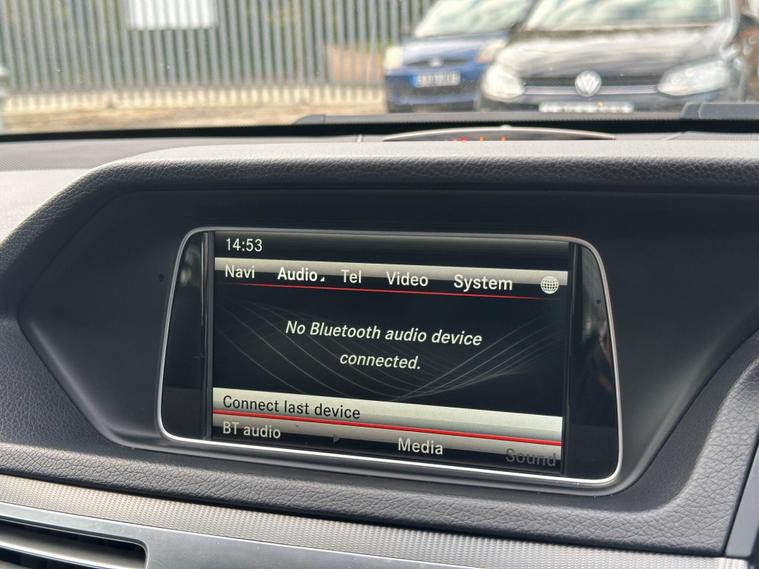 14:53
Navi Audio Tel Video System
No Bluetooth audio device
connected.
Connect last device
BT audio Media Sound